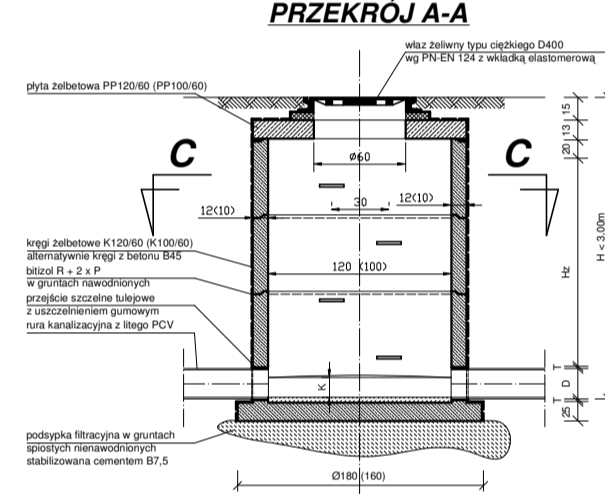 PRZEKRÓJ A-A
właz żeliwny typu ciężkiego D400
wg PN-EN 124 z wkładką elastomerową
płyta żelbetowa PP120/60 (PP100/60)
15
13
20
C
C
Ø60
30
12(10)
12(10)
H < 3.00m
kręgi żelbetowe K120/60 (K100/60)
alternatywnie kręgi z betonu B45
bitizol R + 2 x P
w gruntach nawodnionych
przejście szczelne tulejowe
z uszczelnieniem gumowym
rura kanalizacyjna z litego PCV
120 (100)
Hz
K
T
D
T
25
podsypka filtracyjna w gruntach
spiostych nienawodnionych
stabilizowana cementem B7,5
Ø180 (160)